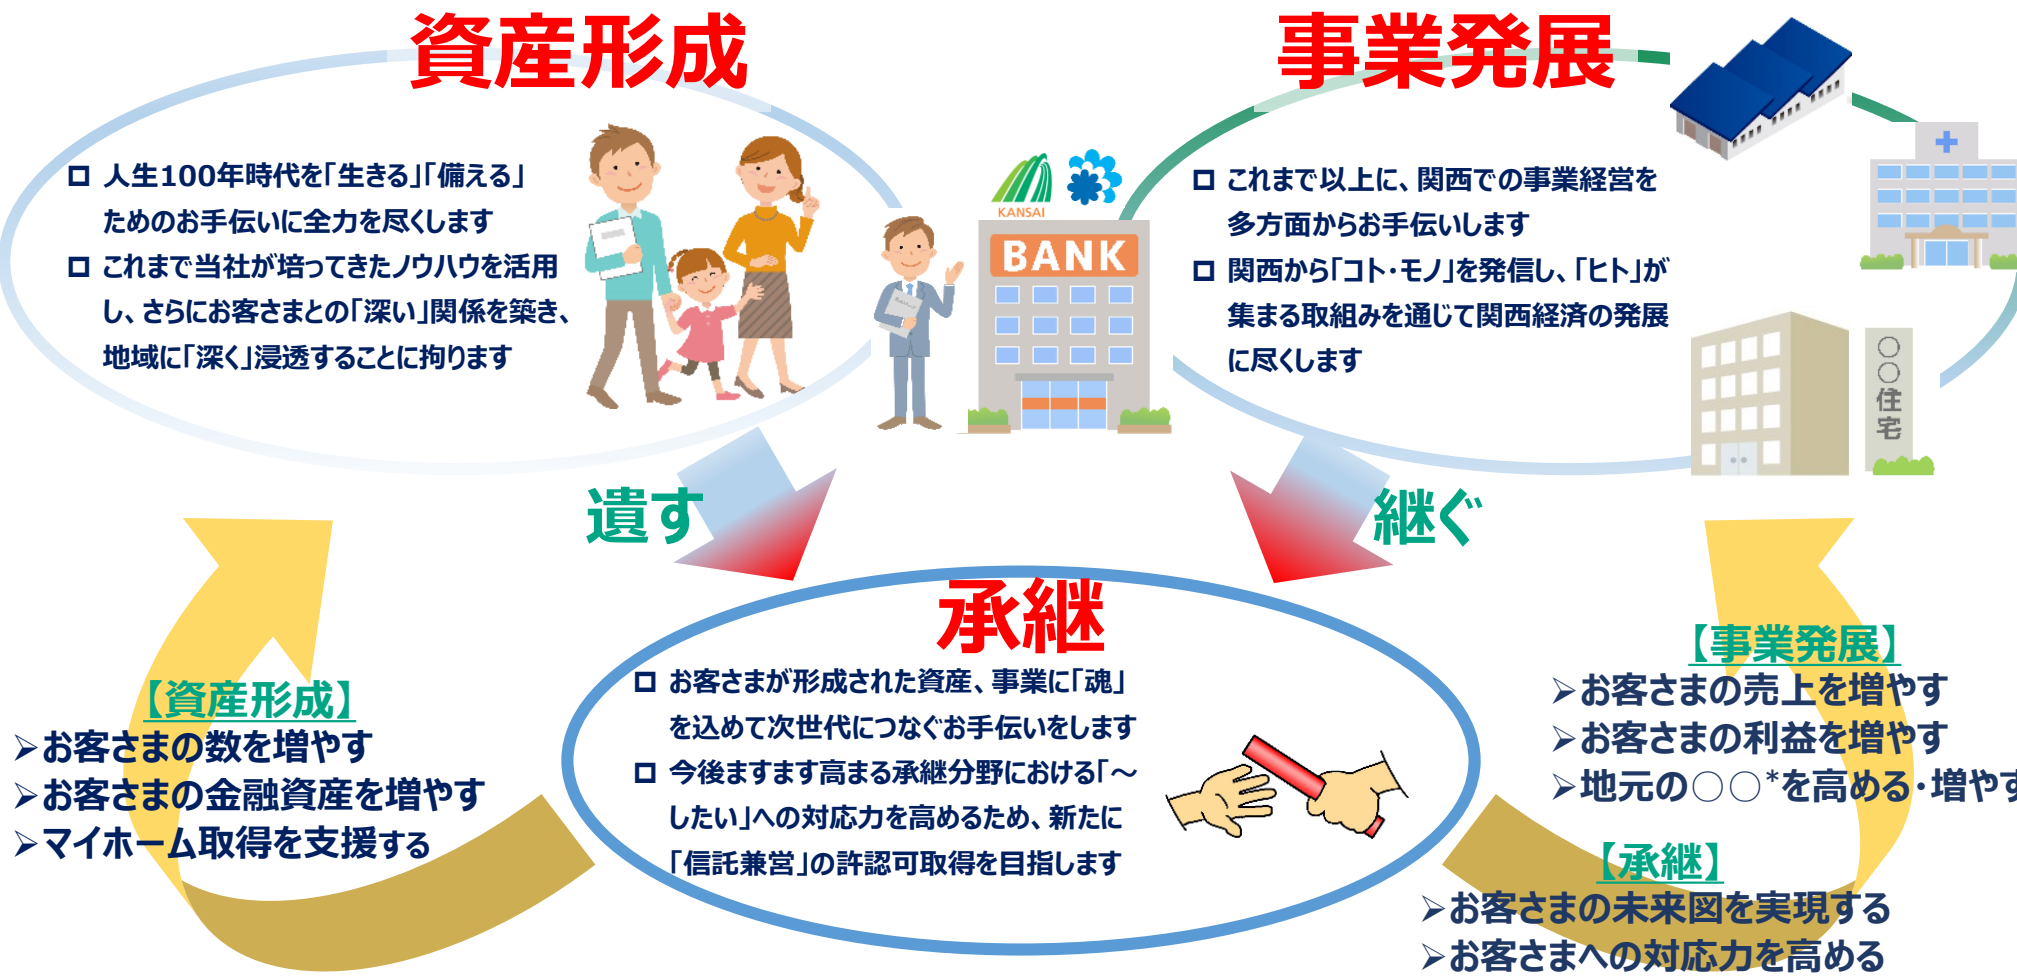 資産形成
事業発展
人生100年時代を「生きる」「備える」
ためのお手伝いに全力を尽くします
これまで当社が培ってきたノウハウを活用
し、さらにお客さまとの「深い」関係を築き、
地域に「深く」浸透することに拘ります
KANSAI
BANK
これまで以上に、関西での事業経営を
多方面からお手伝いします
関西から「コト・モノ」を発信し、「ヒト」が
集まる取組みを通じて関西経済の発展
に尽くします
○○住宅
遺す
継ぐ
承継
お客さまが形成された資産、事業に「魂」
を込めて次世代につなぐお手伝いをします
今後ますます高まる承継分野における「～
したい」への対応力を高めるため、新たに
「信託兼営」の許認可取得を目指します
【資産形成】
➢お客さまの数を増やす
➢お客さまの金融資産を増やす
➢マイホーム取得を支援する
【事業発展】
➢お客さまの売上を増やす
➢お客さまの利益を増やす
➢地元の○○*を高める・増やす
【承継】
➢お客さまの未来図を実現する
➢お客さまへの対応力を高める